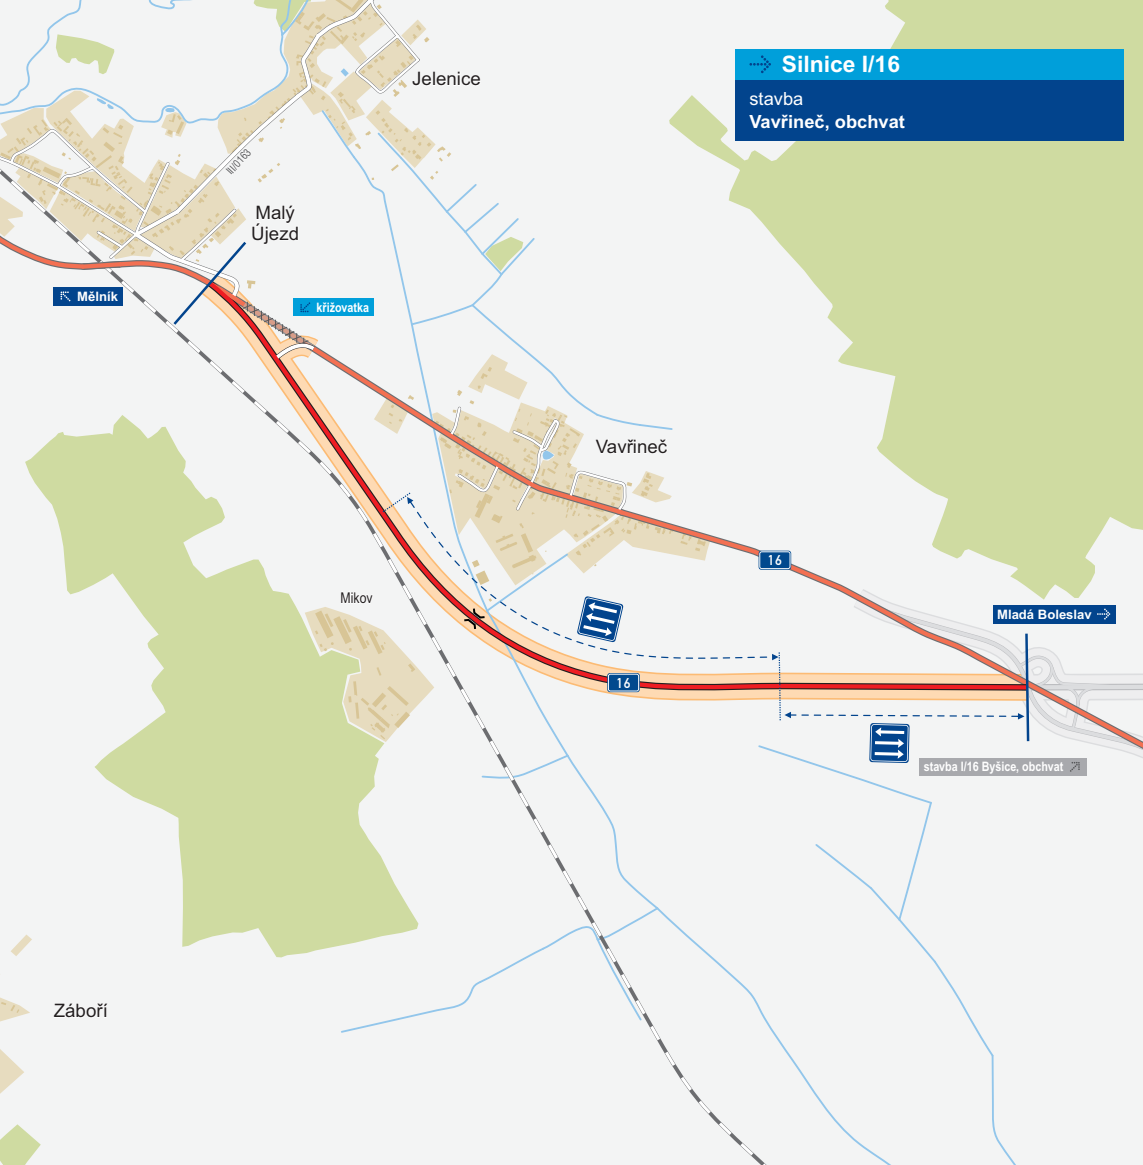 Jelenice
Silnice I/16
stavba
Vavřineč, obchvat
III/0163
Malý
Újezd
Mělník
křižovatka
Vavřineč
16
Mikov
Mladá Boleslav
16
stavba I/16 Byšice, obchvat
Záboří